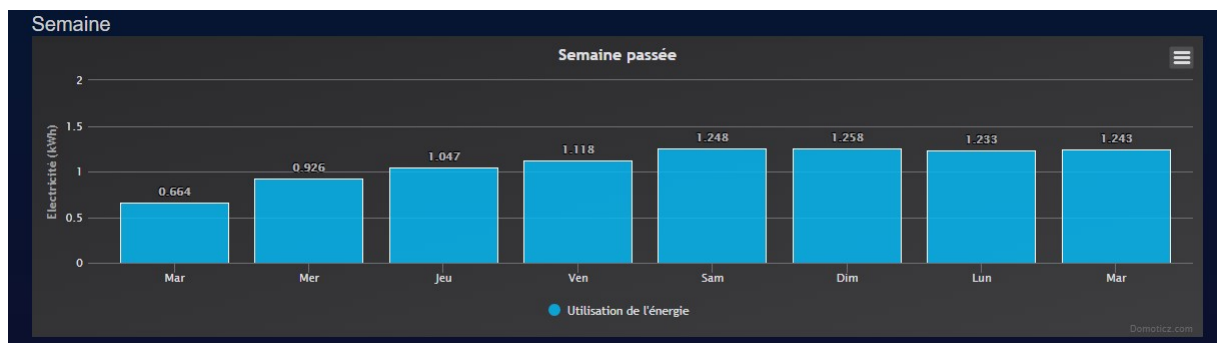 Semaine
Semaine passée
Electricité (kWh)
2
1.5
1
0.5
0
0.664
0.926
1.047
1.118
1.248
1.258
1.233
1.243
Mar Mer Jeu Ven Sam Dim Lun Mar
Utilisation de l'énergie
Domoticz.com